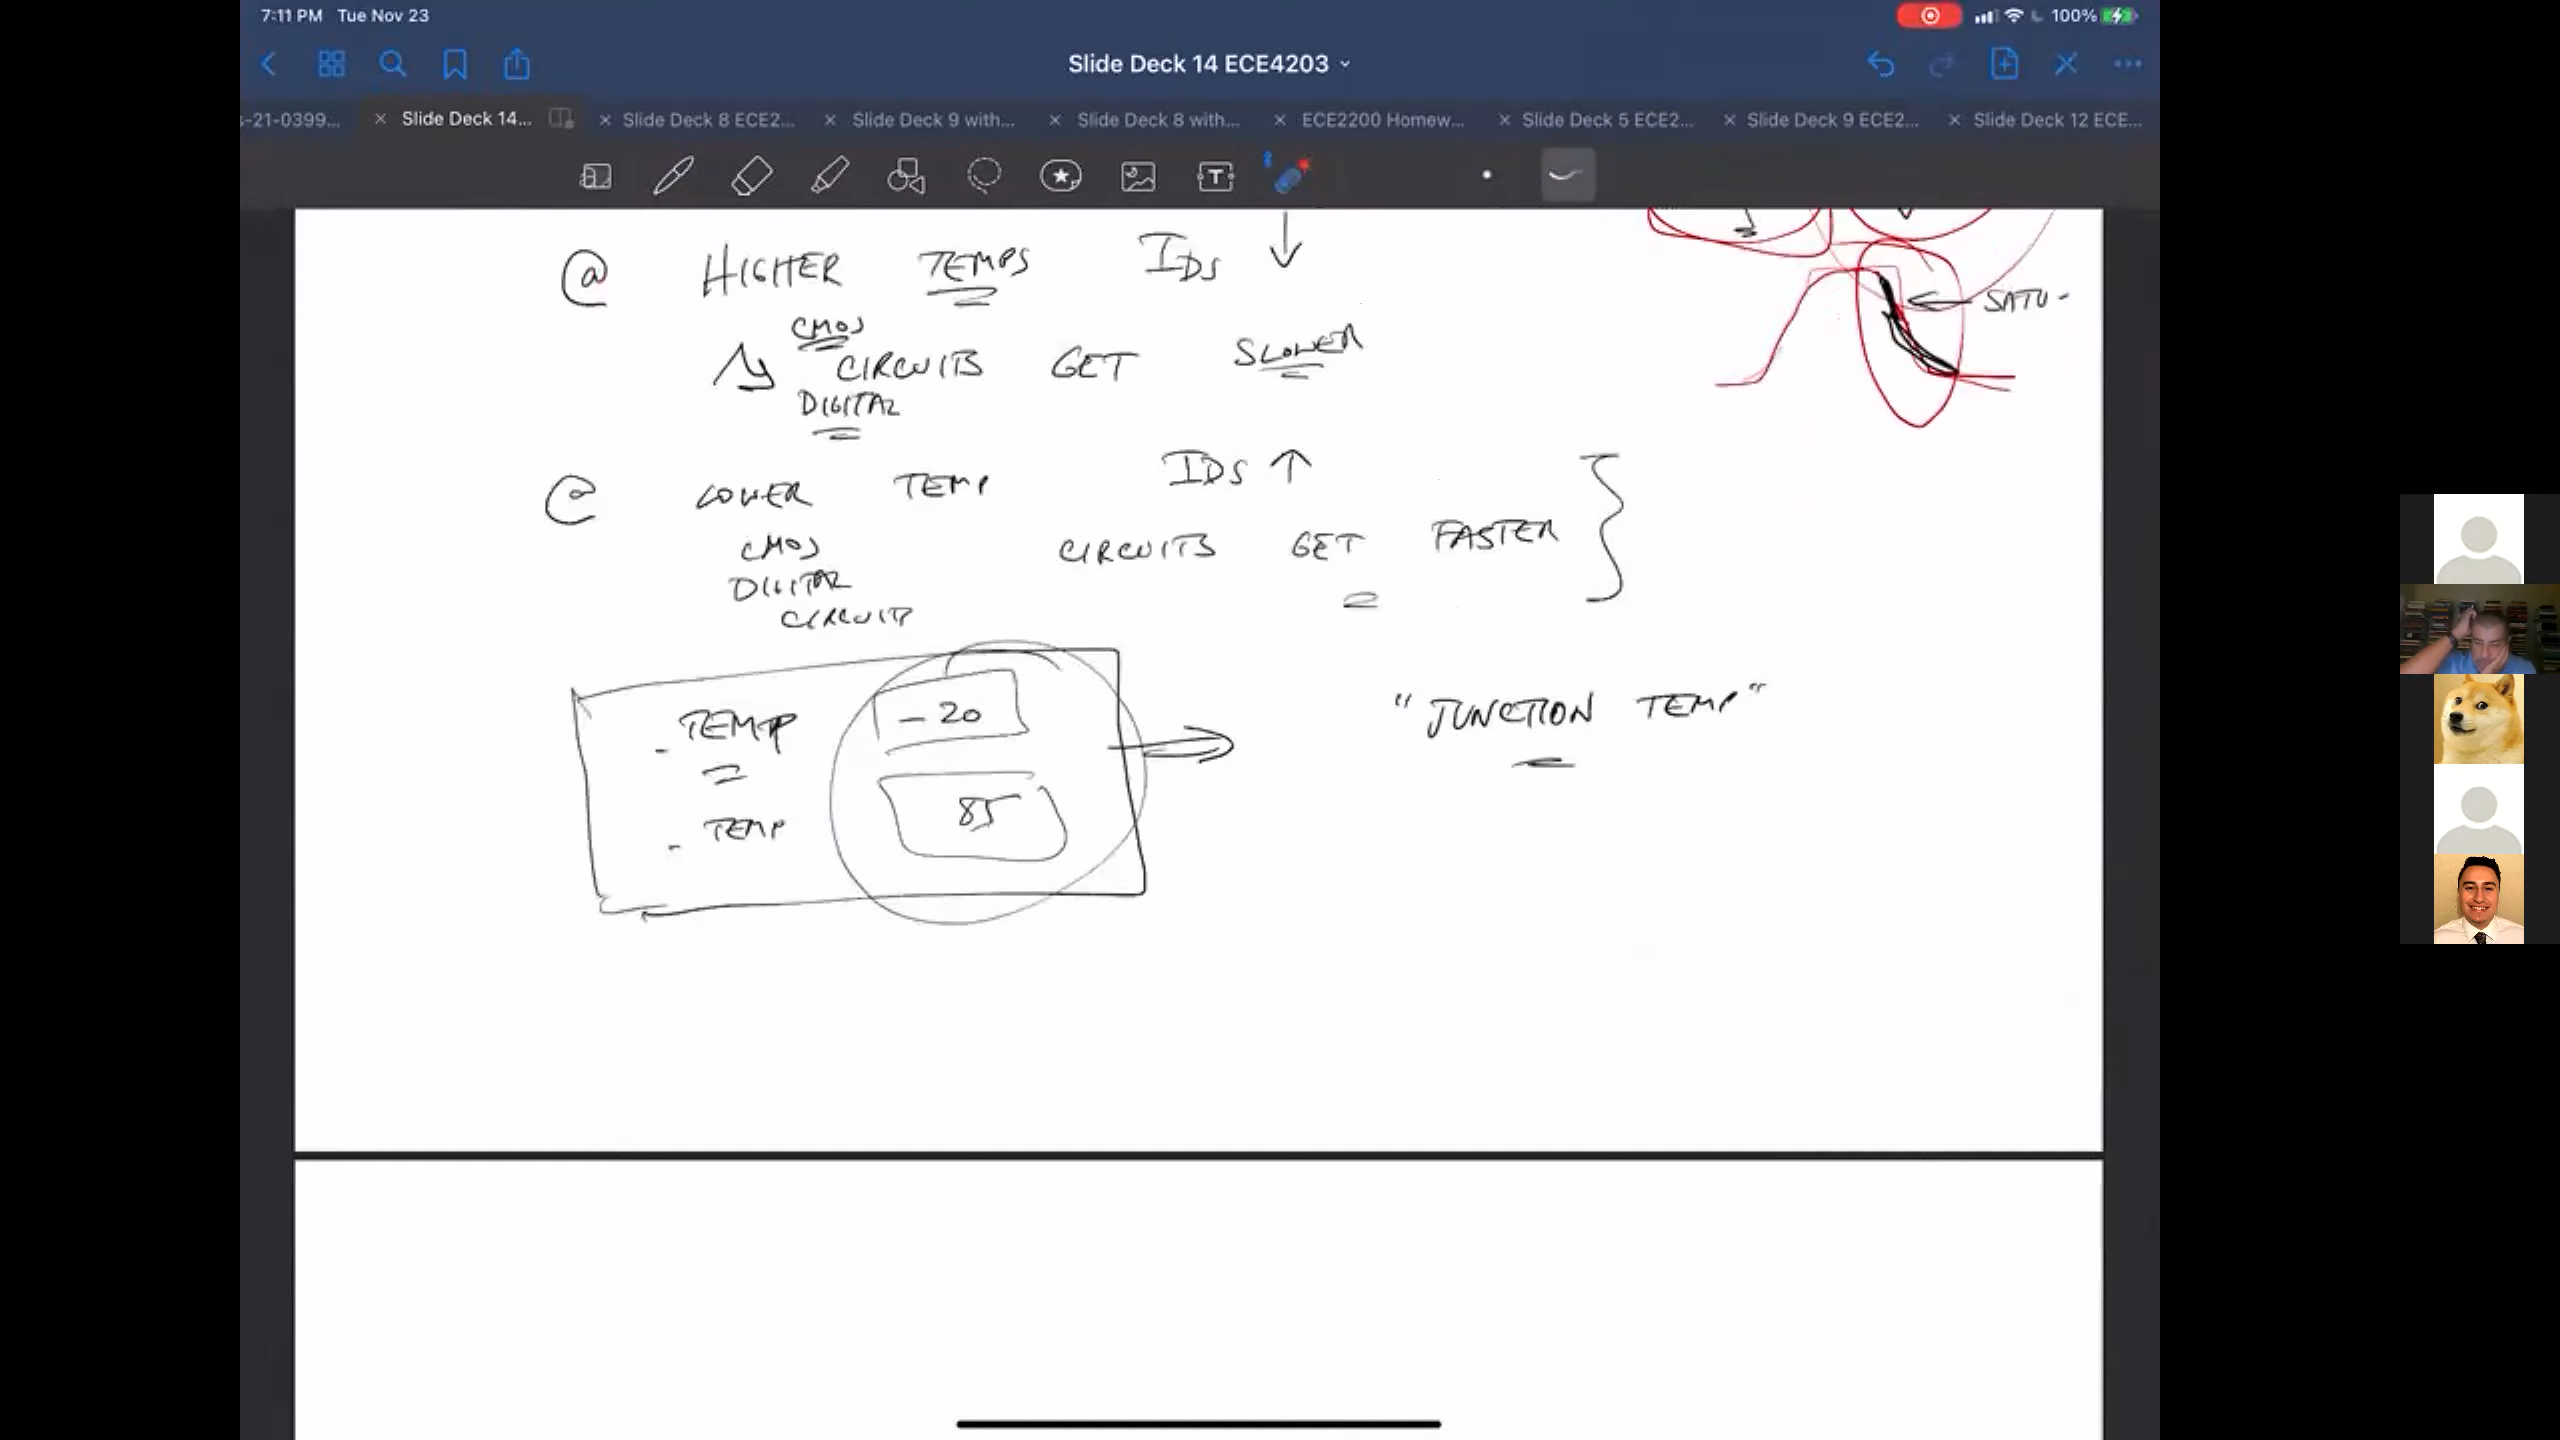 7:11 PM Tue Nov 23
100%
Slide Deck 14 ECE4203
s-21-0399...
Slide Deck 14...
Slide Deck 8 ECE2...
Slide Deck 9 with...
Slide Deck 8 with...
ECE2200 Homew...
Slide Deck 5 ECE2...
Slide Deck 9 ECE2...
Slide Deck 12 ECE...
@ HIGHER TEMPS IDS ↓
SATU-
CMOS
CIRCUITS GET SLOWER
DIGITAL
@ LOWER TEMP IDS ↑
CMOS CIRCUITS GET FASTER
DIGITAL
CIRCUIT
- TEMP -20
"JUNCTION TEMP"
- TEMP 85